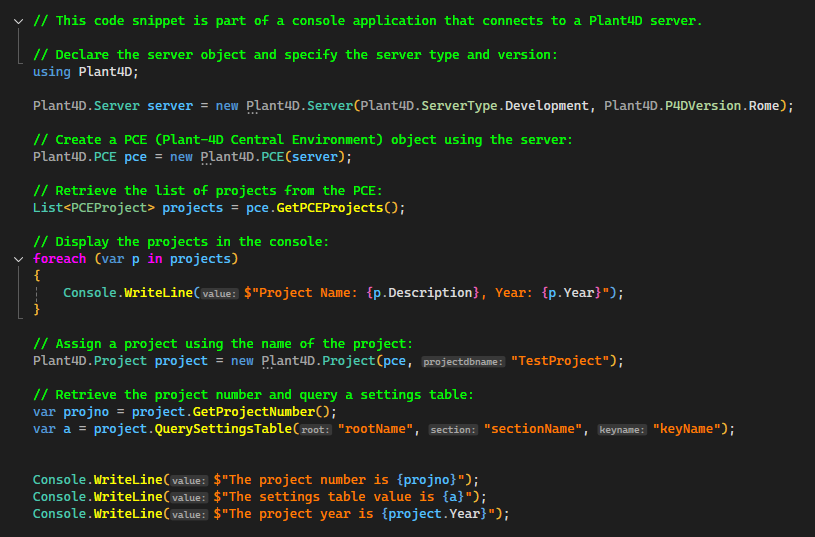 // This code snippet is part of a console application that connects to a Plant4D server.
// Declare the server object and specify the server type and version:
using Plant4D;
Plant4D.Server server = new Plant4D.Server(Plant4D.ServerType.Development, Plant4D.P4DVersion.Rome);
// Create a PCE (Plant-4D Central Environment) object using the server:
Plant4D.PCE pce = new Plant4D.PCE(server);
// Retrieve the list of projects from the PCE:
List<PCEProject> projects = pce.GetPCEProjects();
// Display the projects in the console:
foreach (var p in projects)
{
Console.WriteLine(value: $"Project Name: {p.Description}, Year: {p.Year}");
}
// Assign a project using the name of the project:
Plant4D.Project project = new Plant4D.Project(pce, projectdbname: "TestProject");
// Retrieve the project number and query a settings table:
var projno = project.GetProjectNumber();
var a = project.QuerySettingsTable(root: "rootName", section: "sectionName", keyname: "keyName");
Console.WriteLine(value: $"The project number is {projno}");
Console.WriteLine(value: $"The settings table value is {a}");
Console.WriteLine(value: $"The project year is {project.Year}");